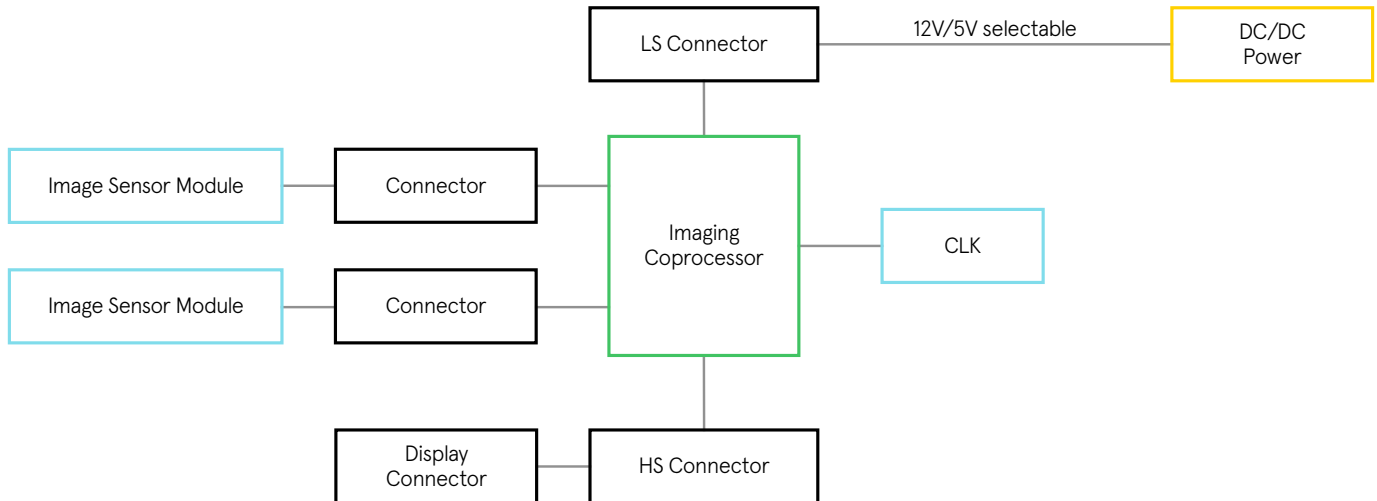 LS Connector
12V/5V selectable
DC/DC
Power
Image Sensor Module
Connector
Imaging
Coprocessor
CLK
Image Sensor Module
Connector
Display
Connector
HS Connector